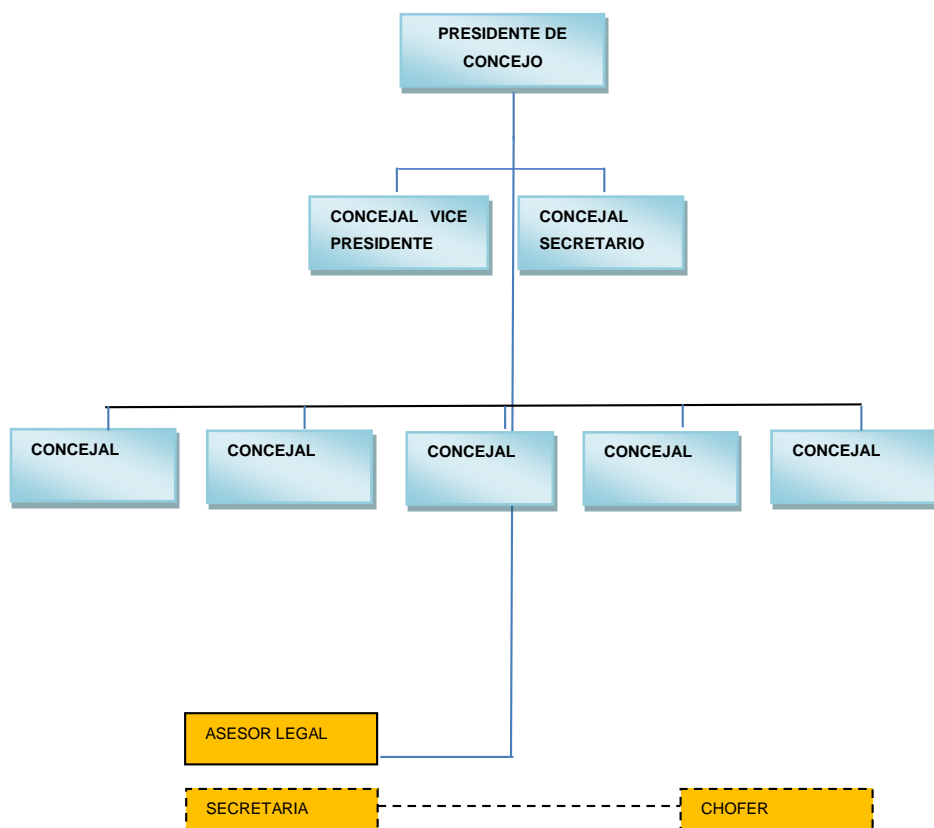 PRESIDENTE DE
CONCEJO
CONCEJAL VICE
PRESIDENTE
CONCEJAL
SECRETARIO
CONCEJAL
CONCEJAL
CONCEJAL
CONCEJAL
CONCEJAL
ASESOR LEGAL
SECRETARIA
CHOFER